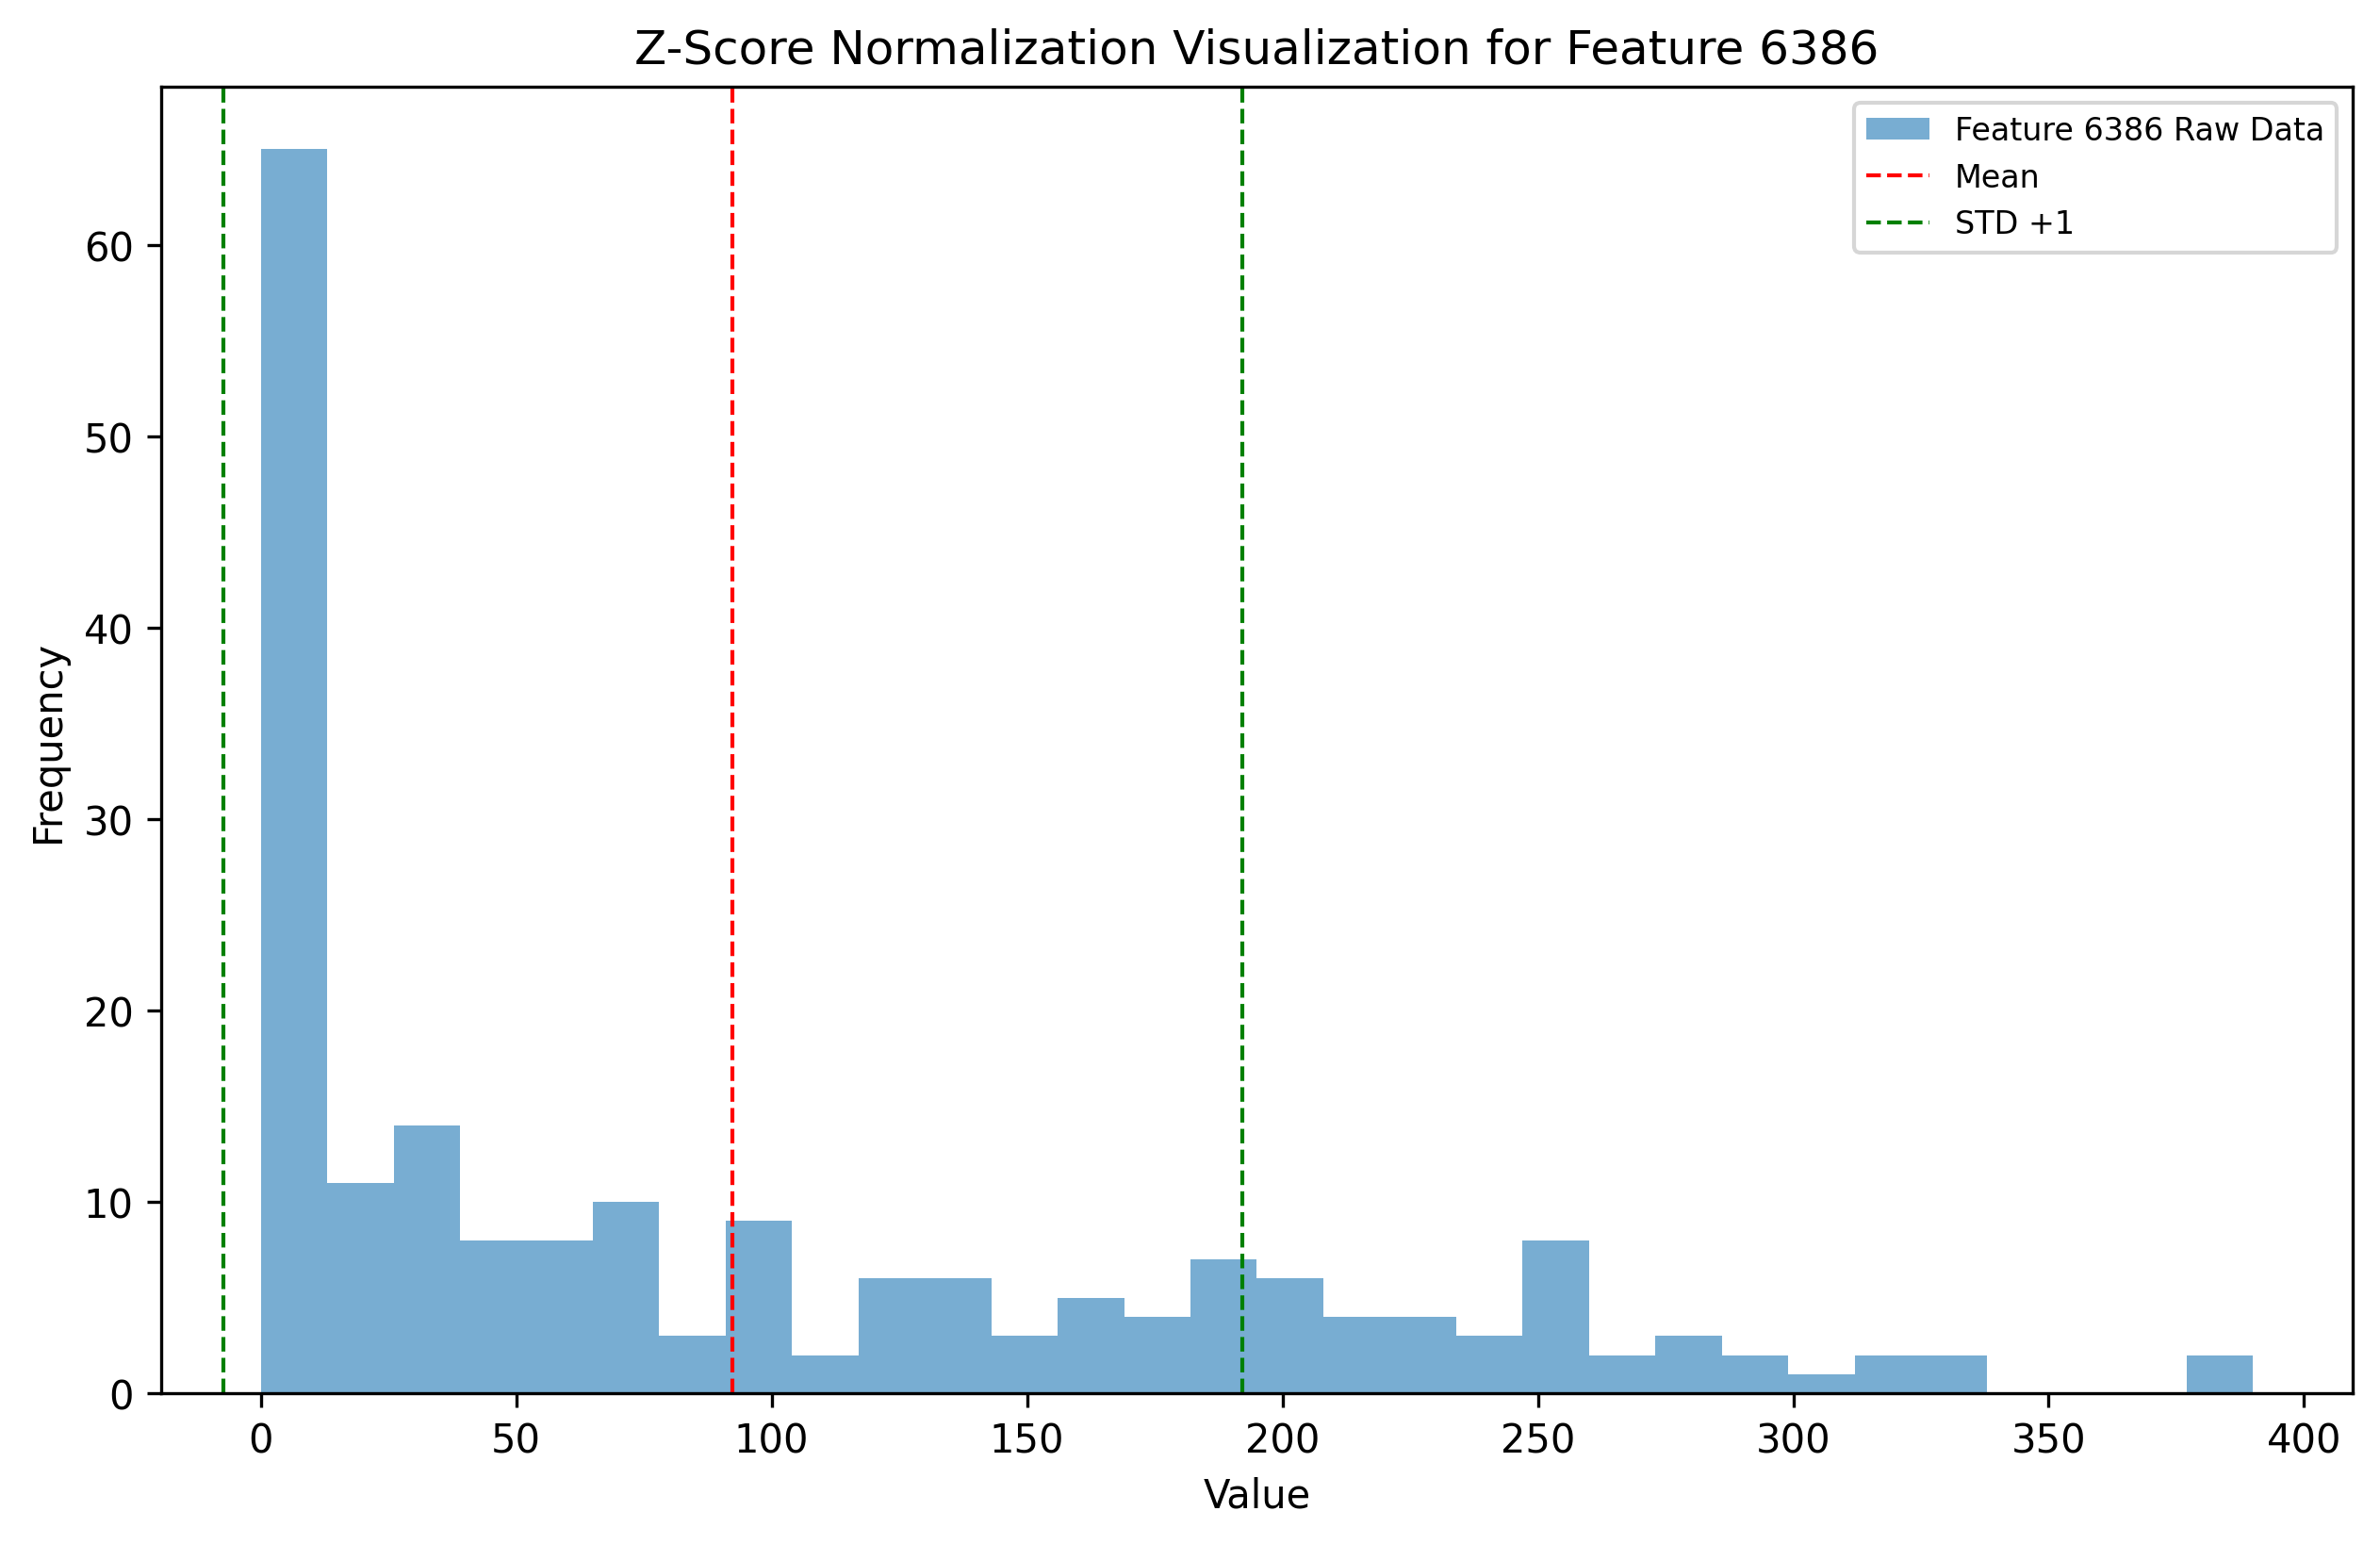 Z-Score Normalization Visualization for Feature 6386
Feature 6386 Raw Data
Mean
STD +1
Frequency
60
50
40
30
20
10
0
0 50 100 150 200 250 300 350 400
Value